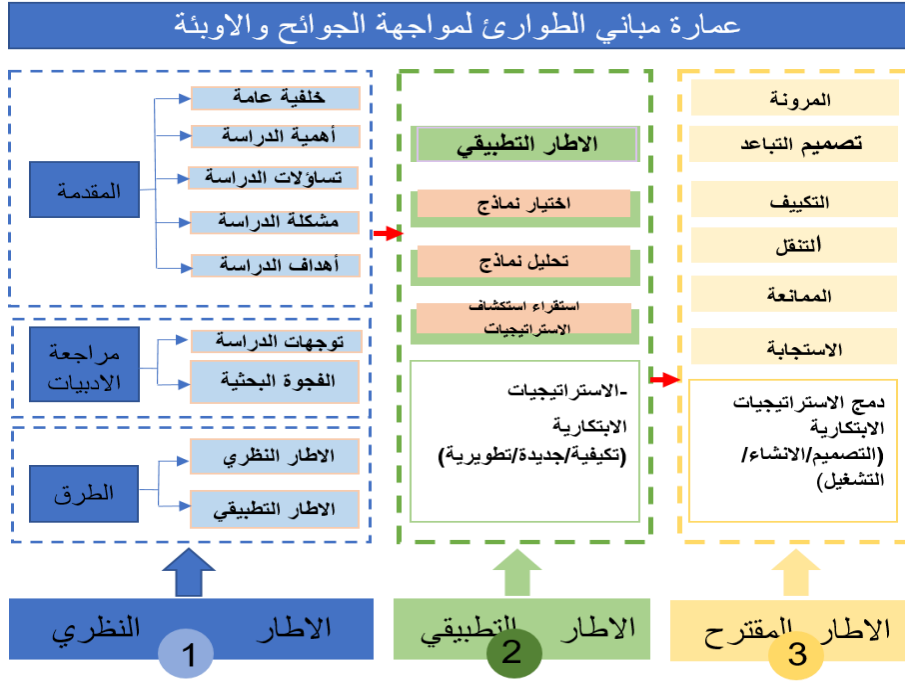 عمارة مباني الطوارئ لمواجهة الجوائح والاوبئة
المقدمة
خلفية عامة
أهمية الدراسة
تساؤلات الدراسة
مشكلة الدراسة
أهداف الدراسة
مراجعة
الادبيات
توجهات الدراسة
الفجوة البحثية
الطرق
الاطار النظري
الاطار التطبيقي
الاطار النظري
1
الاطار التطبيقي
اختيار نماذج
تحليل نماذج
استقراء استكشاف
الاستراتيجيات
-الاستراتيجيات
الابتكارية
(تكيفية/جديدة/تطويرية)
الاطار التطبيقي
2
المرونة
تصميم التباعد
التكييف
ألتنقل
الممانعة
الاستجابة
دمج الاستراتيجيات
الابتكارية
(التصميم/الانشاء/
التشغيل)
الاطار المقترح
3